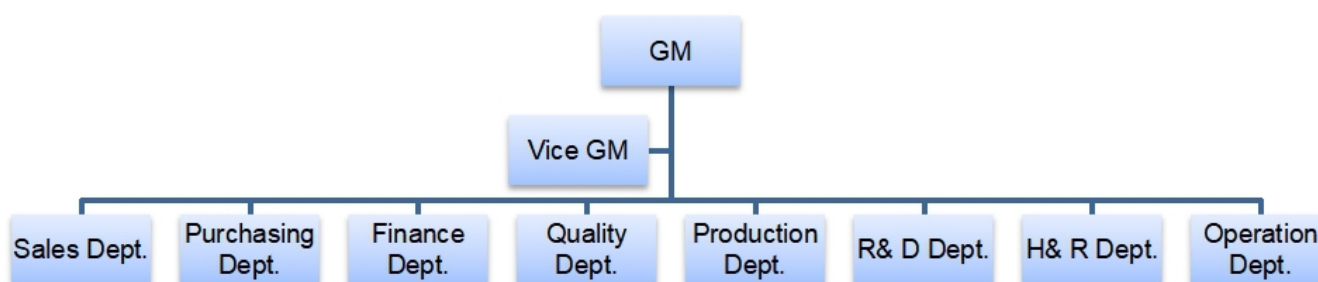 GM
Vice GM
Sales Dept.
Purchasing
Dept.
Finance
Dept.
Quality
Dept.
Production
Dept.
R& D Dept.
H& R Dept.
Operation
Dept.